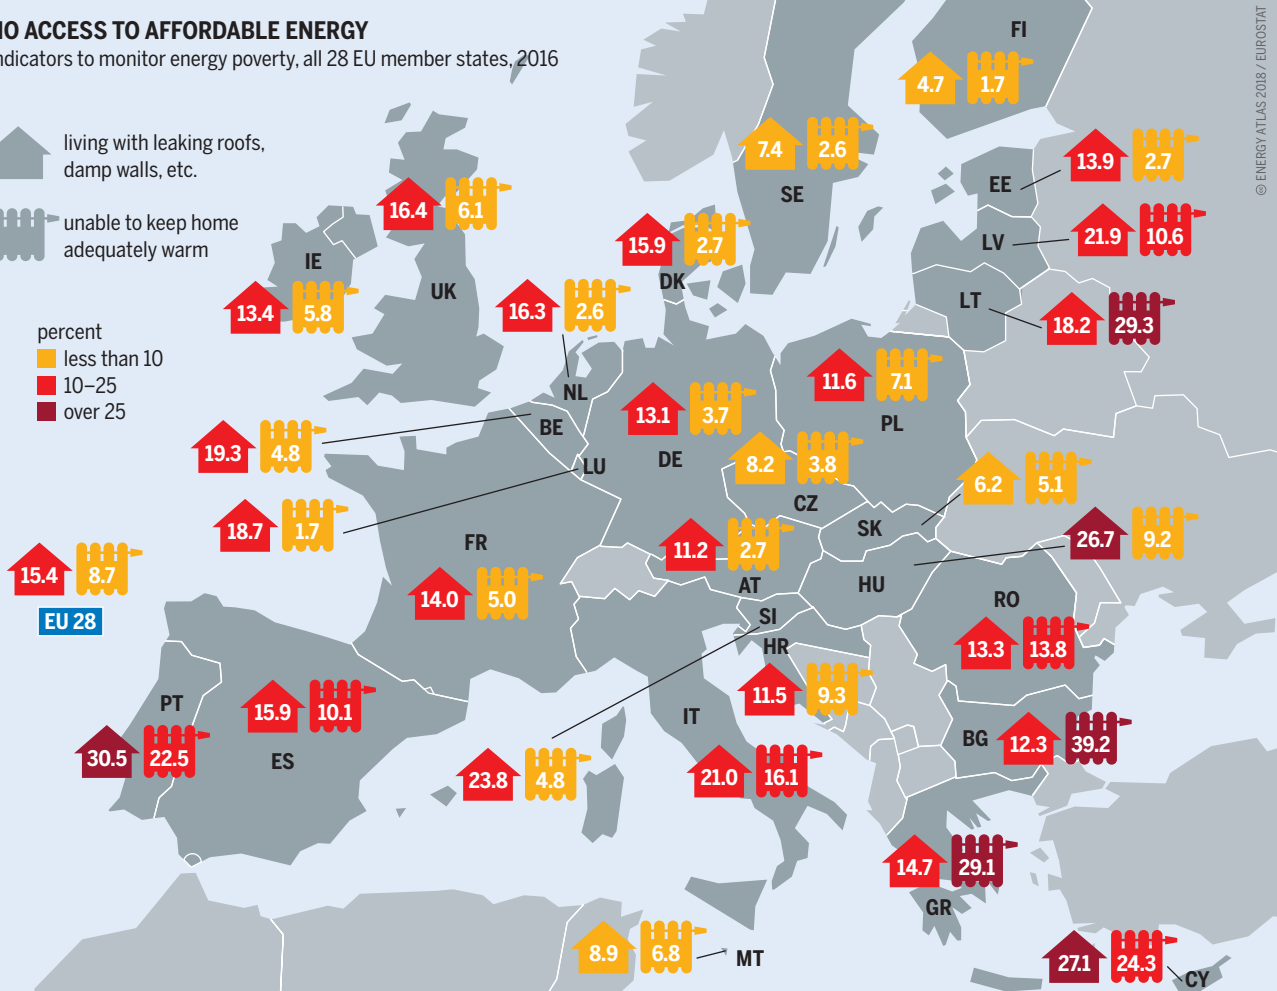 NO ACCESS TO AFFORDABLE ENERGY
ndicators to monitor energy poverty, all 28 EU member states, 2016
living with leaking roofs,
damp walls, etc.
unable to keep home
adequately warm
percent
less than 10
10–25
over 25
© ENERGY ATLAS 2018 / EUROSTAT
FI
4.7 1.7
7.4 2.6
SE
EE
13.9 2.7
LV
21.9 10.6
LT
18.2 29.3
16.4 6.1
UK
IE
13.4 5.8
15.9 2.7
DK
16.3 2.6
NL
11.6 7.1
PL
13.1 3.7
DE
BE
19.3 4.8
LU
18.7 1.7
8.2 3.8
CZ
6.2 5.1
SK
FR
14.0 5.0
11.2 2.7
AT
26.7 9.2
HU
15.4 8.7
EU 28
RO
13.3 13.8
SI
23.8 4.8
HR
11.5 9.3
PT
30.5 22.5
15.9 10.1
ES
IT
21.0 16.1
BG
12.3 39.2
14.7 29.1
GR
8.9 6.8
MT
27.1 24.3
CY